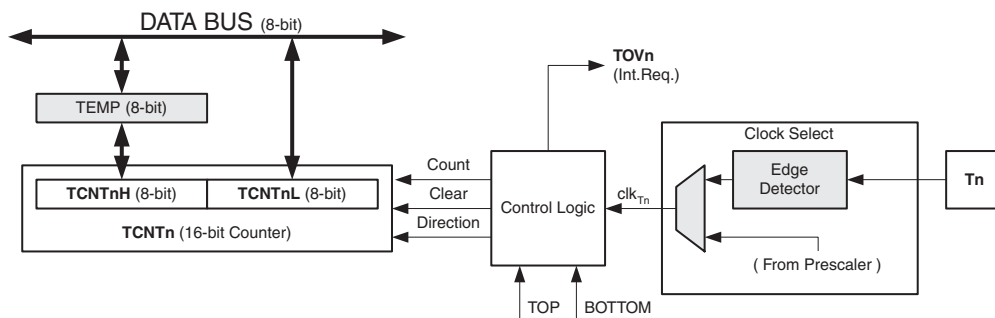 DATA BUS (8-bit)
TEMP (8-bit)
TCNTnH (8-bit) TCNTnL (8-bit)
TCNTn (16-bit Counter)
Count
Clear
Direction
Control Logic
TOVn
(Int.Req.)
TOP
BOTTOM
clkTn
Clock Select
Edge
Detector
( From Prescaler )
Tn